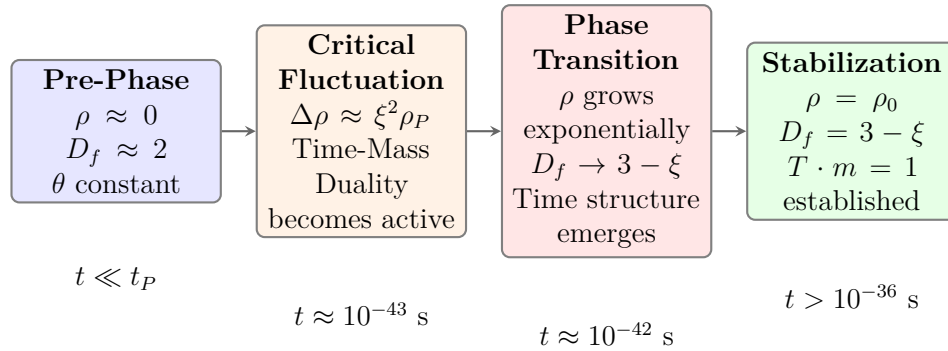 Pre-Phase
ρ ≈ 0
D_f ≈ 2
θ constant
t ≪ t_P
Critical
Fluctuation
Δρ ≈ ξ²ρ_P
Time-Mass
Duality
becomes active
t ≈ 10⁻⁴³ s
Phase
Transition
ρ grows
exponentially
D_f → 3 − ξ
Time structure
emerges
t ≈ 10⁻⁴² s
Stabilization
ρ = ρ₀
D_f = 3 − ξ
T · m = 1
established
t > 10⁻³⁶ s